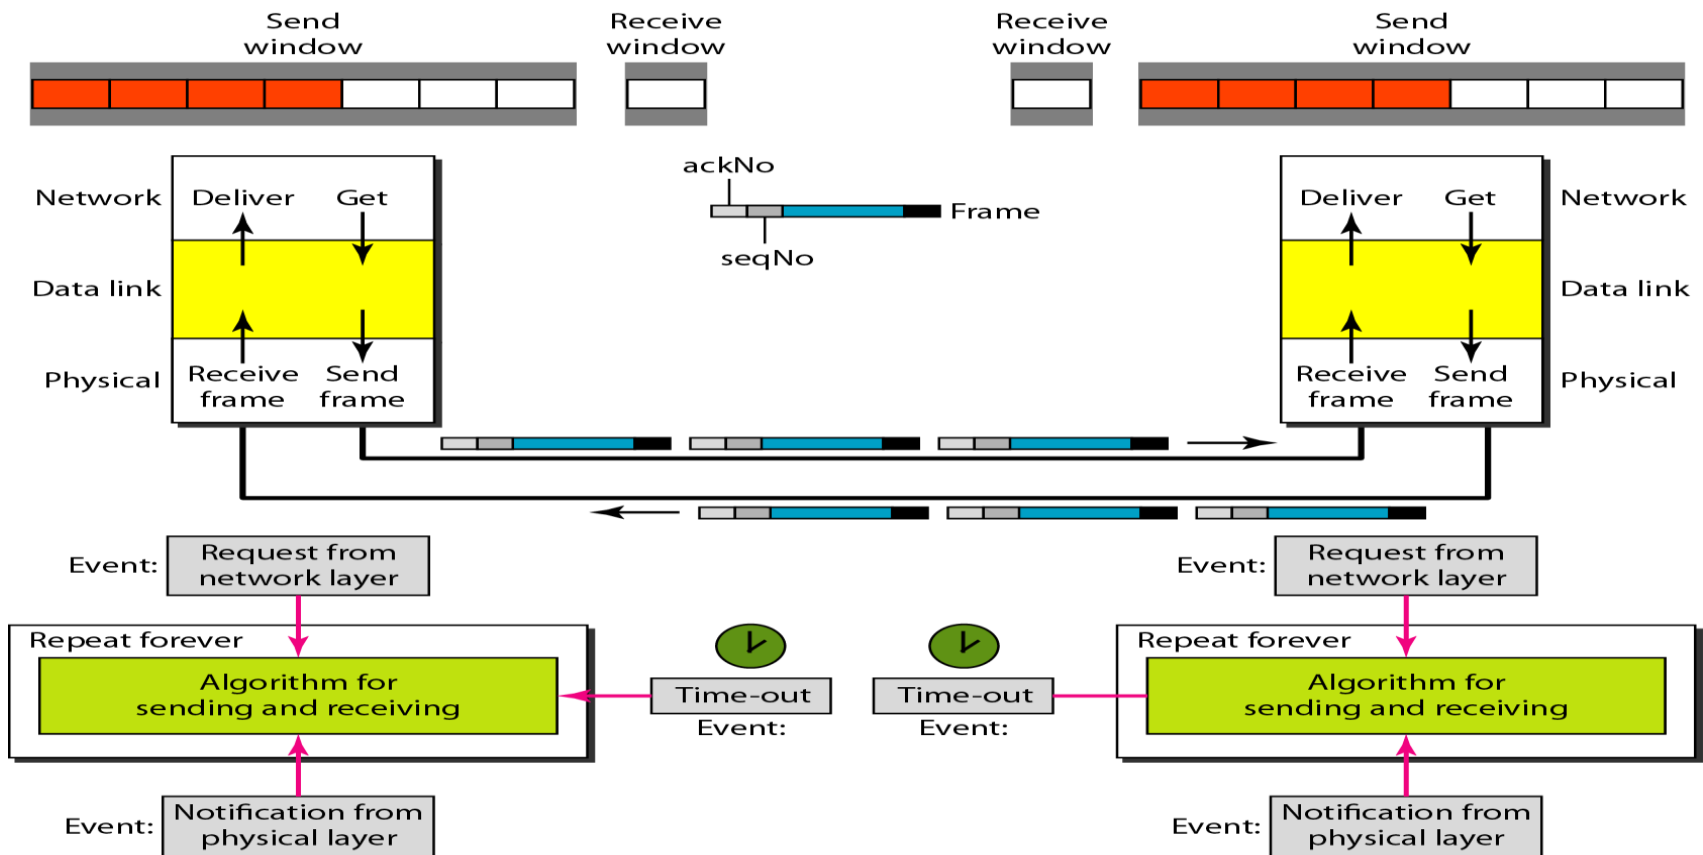 Send
window
Receive
window
Receive
window
Send
window
ackNo
Frame
seqNo
Network
Deliver
Get
Data link
Physical
Receive
frame
Send
frame
Deliver
Get
Network
Data link
Receive
frame
Send
frame
Physical
Event:
Request from
network layer
Event:
Request from
network layer
Repeat forever
Algorithm for
sending and receiving
Time-out
Event:
Time-out
Event:
Repeat forever
Algorithm for
sending and receiving
Event:
Notification from
physical layer
Event:
Notification from
physical layer